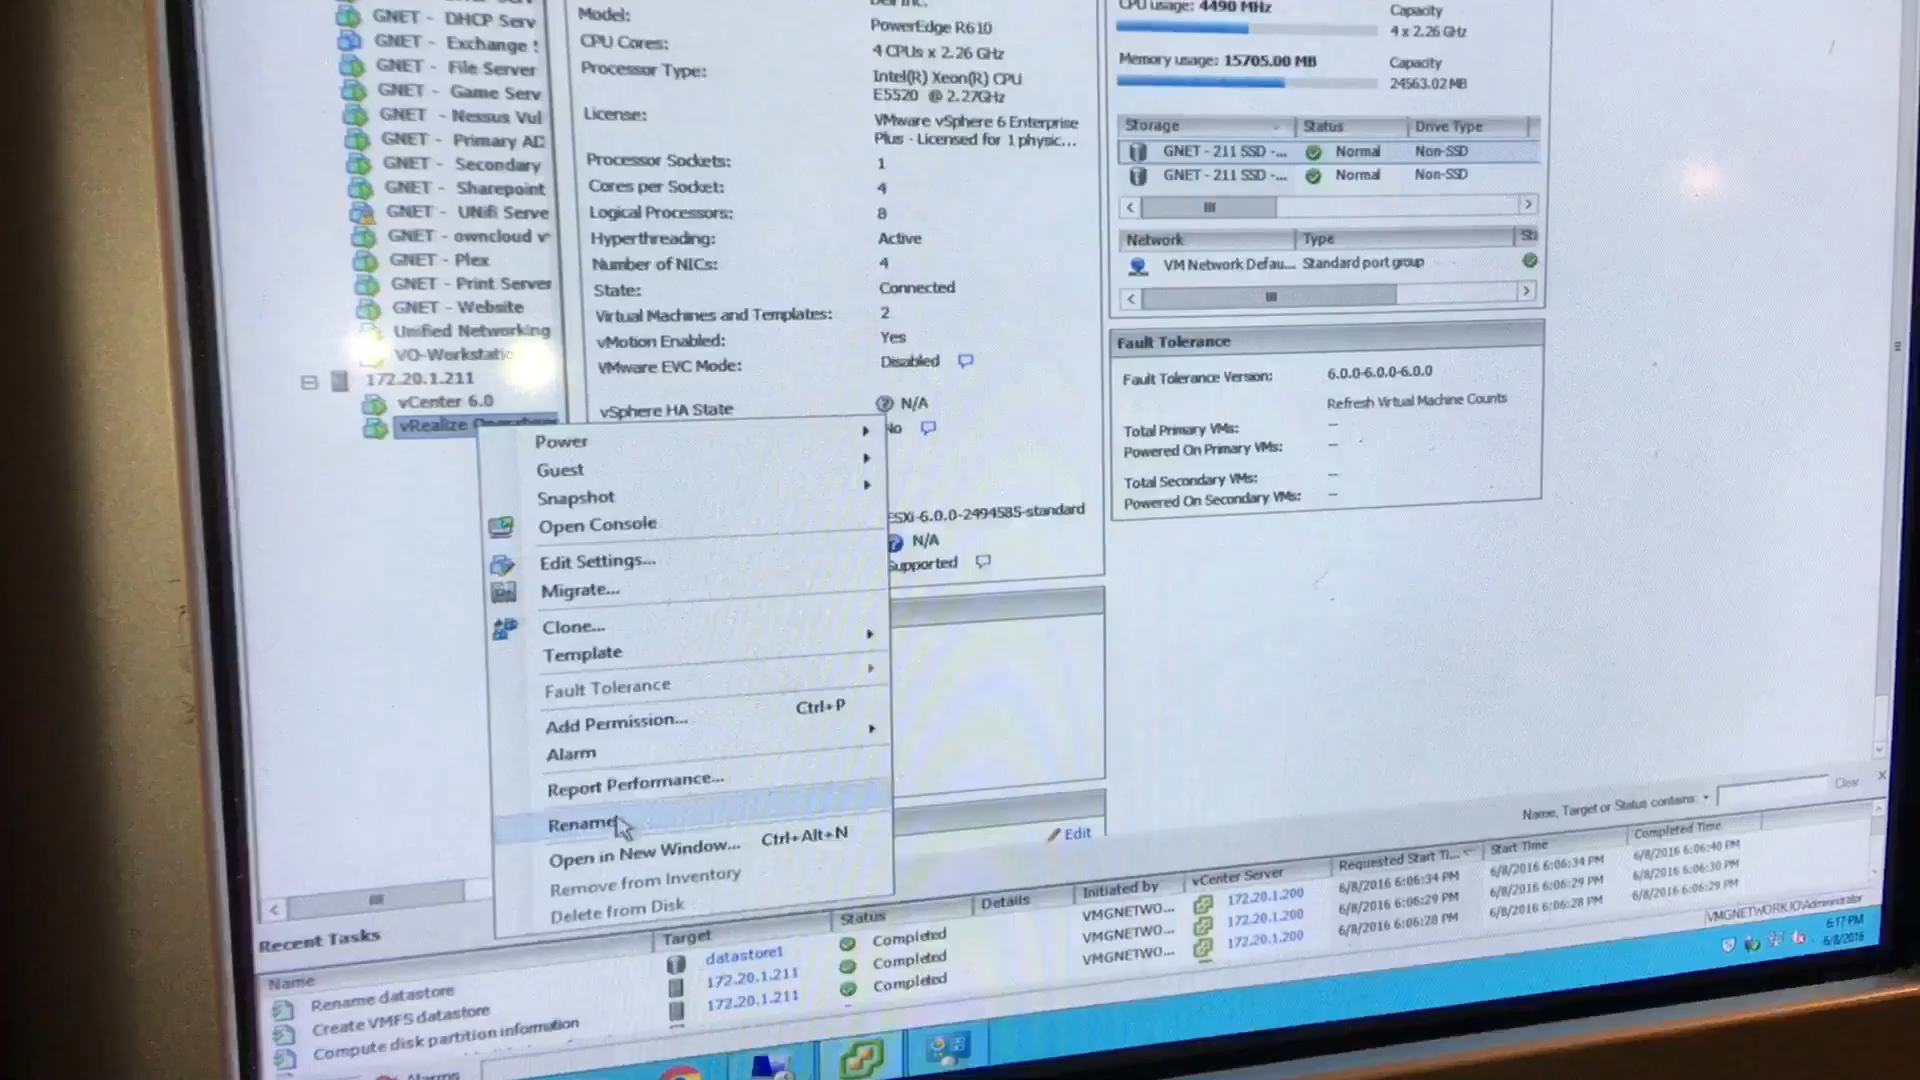 GNET - DHCP Serv
GNET - Exchange
GNET - File Server
GNET - Game Serv
GNET - Nessus Vul
GNET - Primary AD
GNET - Secondary
GNET - Sharepoint
GNET - UNifi Serve
GNET - owncloud v
GNET - Plex
GNET - Print Server
GNET - Website
Unified Networking
VO-Workstatio
172.20.1.211
vCenter 6.0
vRealize
Model: PowerEdge R610
CPU Cores: 4 CPUs x 2.26 GHz
Processor Type: Intel(R) Xeon(R) CPU
E5520 @ 2.27GHz
License: VMware vSphere 6 Enterprise
Plus - Licensed for 1 physic...
Processor Sockets: 1
Cores per Socket: 4
Logical Processors: 8
Hyperthreading: Active
Number of NICs: 4
State: Connected
Virtual Machines and Templates: 2
vMotion Enabled: Yes
VMware EVC Mode: Disabled
vSphere HA State N/A
No
ESXi-6.0.0-2494585-standard
N/A
Supported
Edit
CPU usage: 4490 MHz Capacity
4 x 2.26 GHz
Memory usage: 15705.00 MB Capacity
24563.02 MB
Storage Status Drive Type
GNET - 211 SSD -... Normal Non-SSD
GNET - 211 SSD -... Normal Non-SSD
Network Type Sta
VM Network Defau... Standard port group
Fault Tolerance
Fault Tolerance Version: 6.0.0-6.0.0-6.0.0
Refresh Virtual Machine Counts
Total Primary VMs: --
Powered On Primary VMs: --
Total Secondary VMs: --
Powered On Secondary VMs: --
Power
Guest
Snapshot
Open Console
Edit Settings...
Migrate...
Clone...
Template
Fault Tolerance
Add Permission... Ctrl+P
Alarm
Report Performance...
Rename
Open in New Window... Ctrl+Alt+N
Remove from Inventory
Delete from Disk
Recent Tasks
Name, Target or Status contains: Clear
Name Target Status Details Initiated by vCenter Server Requested Start Ti... Start Time Completed Time
Rename datastore datastore1 Completed VMGNETWO... 172.20.1.200 6/8/2016 6:06:34 PM 6/8/2016 6:06:34 PM 6/8/2016 6:06:40 PM
Create VMFS datastore 172.20.1.211 Completed VMGNETWO... 172.20.1.200 6/8/2016 6:06:29 PM 6/8/2016 6:06:29 PM 6/8/2016 6:06:30 PM
Compute disk partition information 172.20.1.211 Completed VMGNETWO... 172.20.1.200 6/8/2016 6:06:28 PM 6/8/2016 6:06:28 PM 6/8/2016 6:06:29 PM
Alarms
VMGNETWORK.IO\Administrator
6:17 PM
6/8/2016